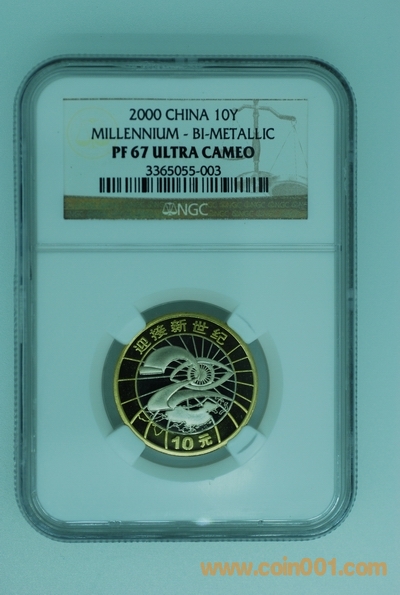 2000 CHINA 10Y
MILLENNIUM - BI-METALLIC
PF 67 ULTRA CAMEO
3365055-003
NGC
迎接新世纪
10元
www.coin001.com